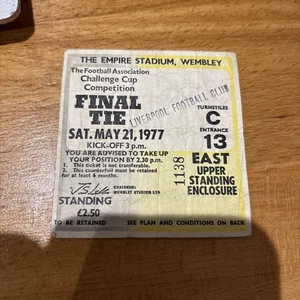 THE EMPIRE STADIUM, WEMBLEY
The Football Association
Challenge Cup
Competition
FINAL
TIE
LIVERPOOL FOOTBALL CLUB
SAT. MAY 21, 1977
KICK-OFF 3 p.m.
YOU ARE ADVISED TO TAKE UP
YOUR POSITION BY 2.30 p.m.
1. This ticket is not transferable.
2. This counterfoil must be retained
for at least 6 months.
CHAIRMAN:
WEMBLEY STADIUM LTD
STANDING
£2.50
TO BE RETAINED
SEE PLAN AND CONDITIONS ON BACK
1138
TURNSTILES
C
ENTRANCE
13
EAST
UPPER
STANDING
ENCLOSURE